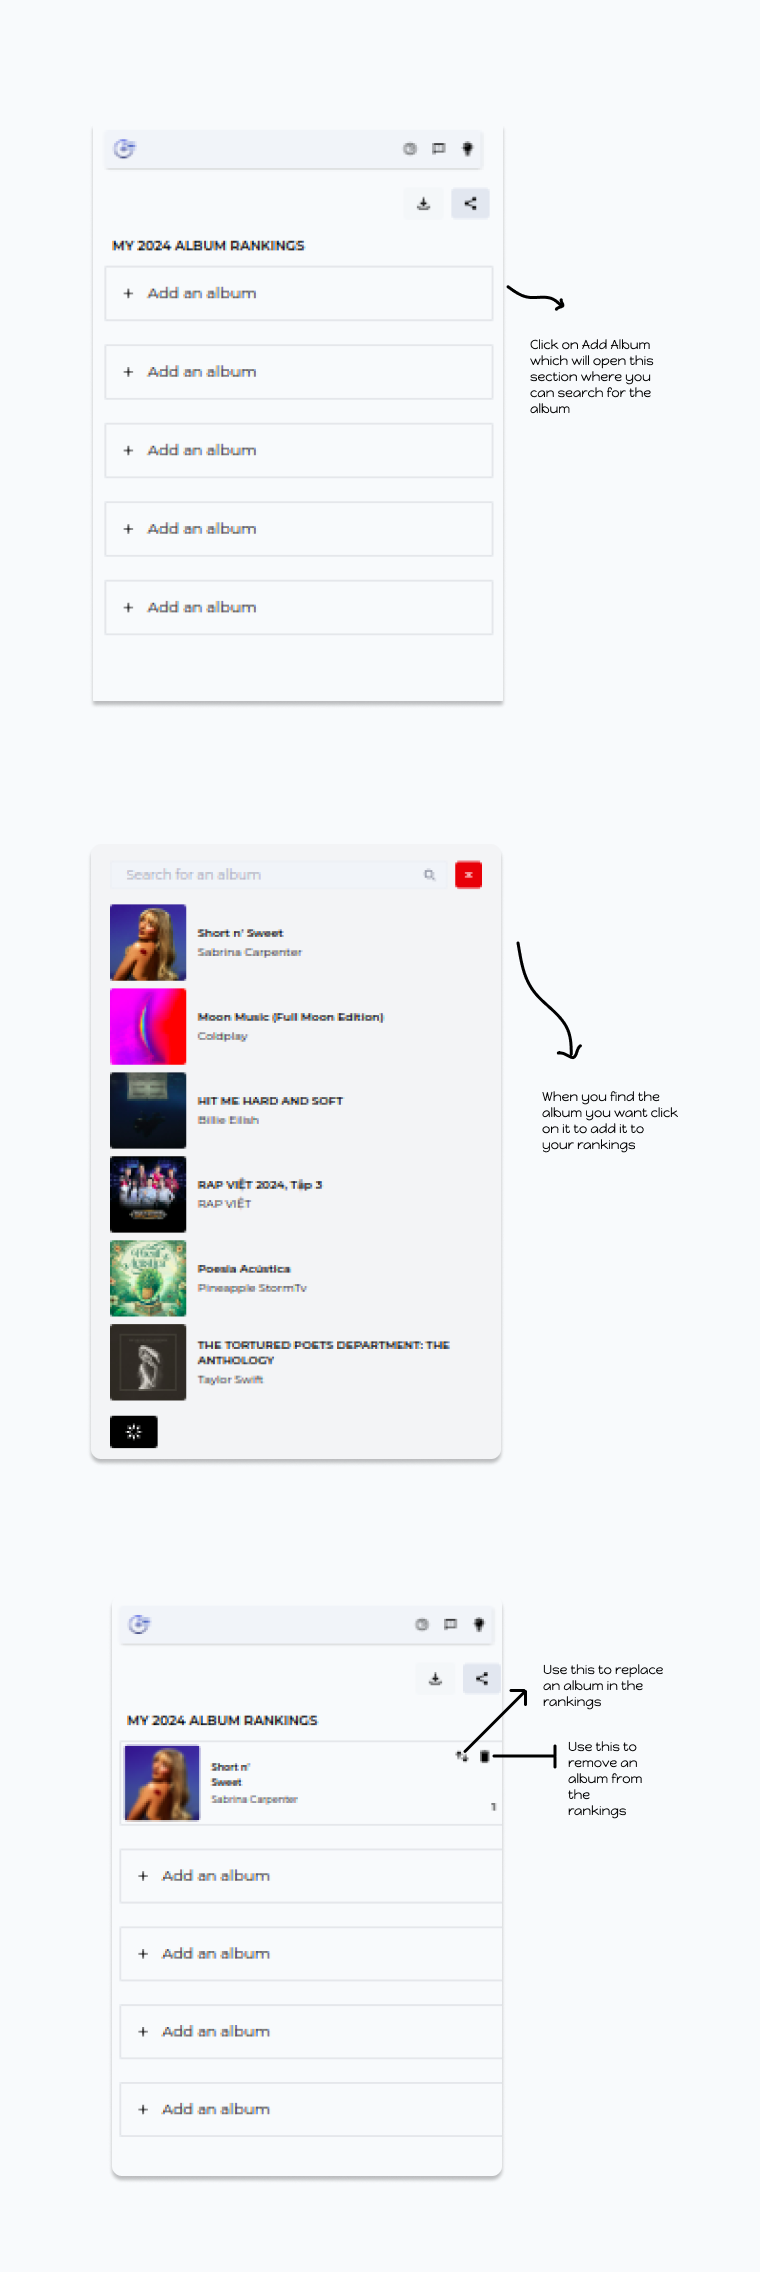 MY 2024 ALBUM RANKINGS
+ Add an album
Click on Add Album
which will open this
section where you
can search for the
album
+ Add an album
+ Add an album
+ Add an album
+ Add an album
Search for an album
Short n' Sweet
Sabrina Carpenter
Moon Music (Full Moon Edition)
Coldplay
HIT ME HARD AND SOFT
Billie Eilish
When you find the
album you want click
on it to add it to
your rankings
RAP VIỆT 2024, Tập 3
RAP VIỆT
Poesia Acústica
Pineapple StormTv
THE TORTURED POETS DEPARTMENT: THE
ANTHOLOGY
Taylor Swift
Use this to replace
an album in the
rankings
MY 2024 ALBUM RANKINGS
Use this to
remove an
album from
the
rankings
Short n'
Sweet
Sabrina Carpenter
1
+ Add an album
+ Add an album
+ Add an album
+ Add an album